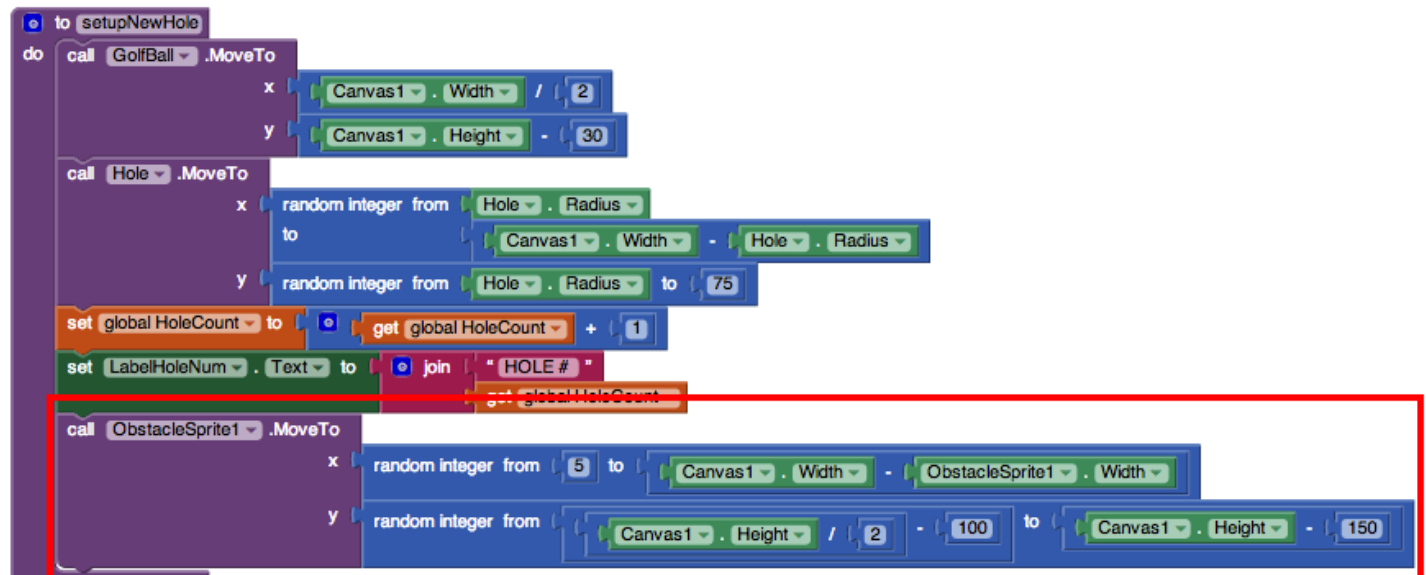 to setupNewHole
do call GolfBall .MoveTo
x Canvas1 . Width / 2
y Canvas1 . Height - 30
call Hole .MoveTo
x random integer from Hole . Radius
to Canvas1 . Width - Hole . Radius
y random integer from Hole . Radius to 75
set global HoleCount to get global HoleCount + 1
set LabelHoleNum . Text to join " HOLE # "
get global HoleCount
call ObstacleSprite1 .MoveTo
x random integer from 5 to Canvas1 . Width - ObstacleSprite1 . Width
y random integer from Canvas1 . Height / 2 - 100 to Canvas1 . Height - 150